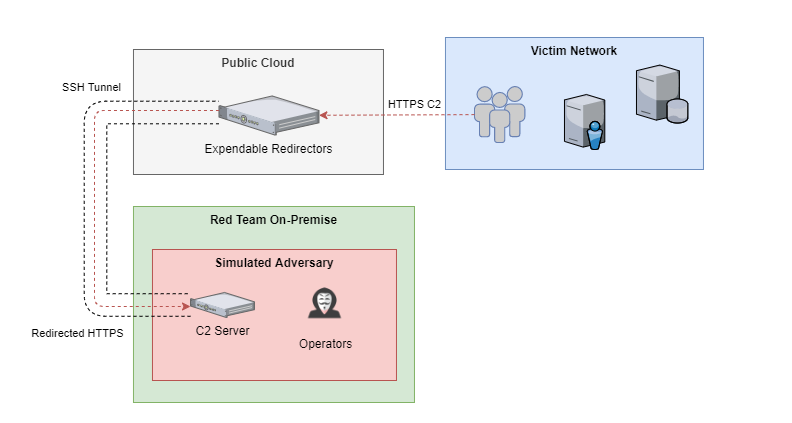 Public Cloud
Victim Network
SSH Tunnel
HTTPS C2
Expendable Redirectors
Red Team On-Premise
Simulated Adversary
C2 Server
Redirected HTTPS
Operators